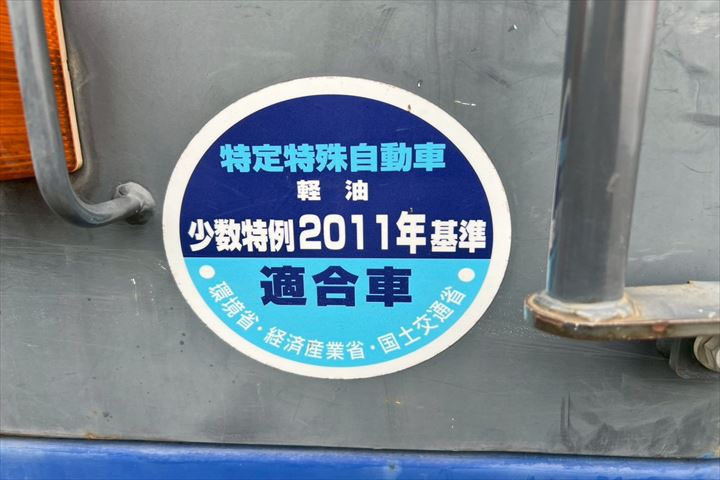 特定特殊自動車
軽油
少数特例2011年基準
適合車
環境省・経済産業省・国土交通省